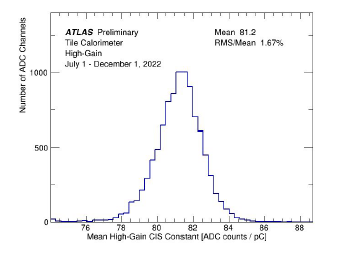 ATLAS Preliminary
Tile Calorimeter
High-Gain
July 1 - December 1, 2022
Mean 81.2
RMS/Mean 1.67%
Number of ADC Channels
1000
500
0
76 78 80 82 84 86 88
Mean High-Gain CIS Constant [ADC counts / pC]